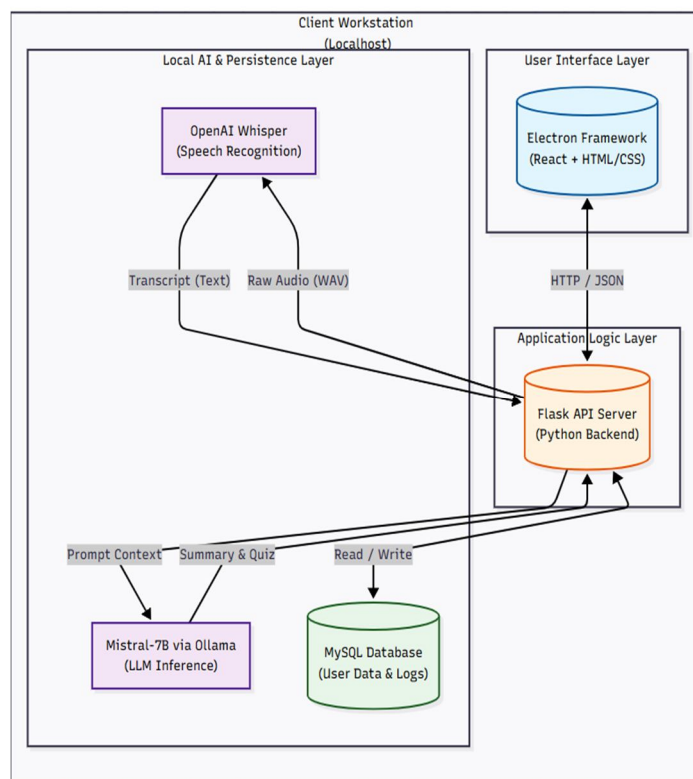 Client Workstation
(Localhost)
Local AI & Persistence Layer
User Interface Layer
OpenAI Whisper
(Speech Recognition)
Electron Framework
(React + HTML/CSS)
Transcript (Text)
Raw Audio (WAV)
HTTP / JSON
Application Logic Layer
Flask API Server
(Python Backend)
Prompt Context
Summary & Quiz
Read / Write
Mistral-7B via Ollama
(LLM Inference)
MySQL Database
(User Data & Logs)